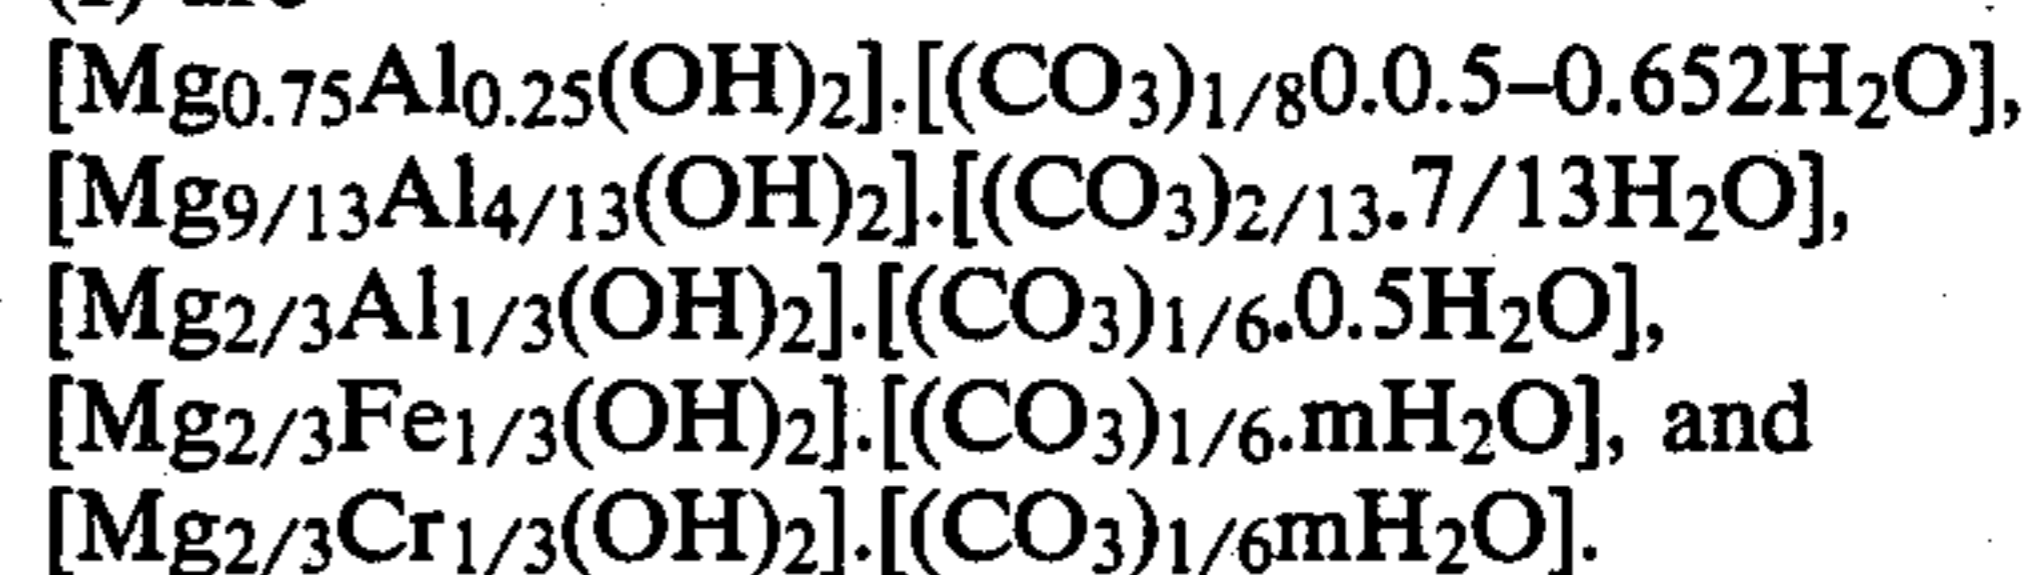 (I) are
[Mg0.75Al0.25(OH)2].[(CO3)1/80.0.5–0.652H2O],
[Mg9/13Al4/13(OH)2].[(CO3)2/13.7/13H2O],
[Mg2/3Al1/3(OH)2].[(CO3)1/6.0.5H2O],
[Mg2/3Fe1/3(OH)2].[(CO3)1/6.mH2O], and
[Mg2/3Cr1/3(OH)2].[(CO3)1/6mH2O].